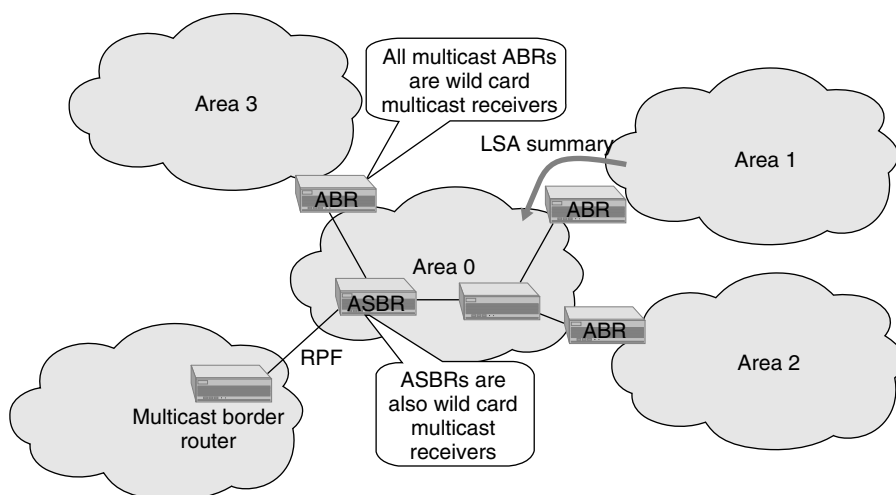 All multicast ABRs
are wild card
multicast receivers
Area 3
LSA summary
Area 1
ABR
ABR
Area 0
ASBR
ABR
RPF
Area 2
ASBRs are
also wild card
multicast
receivers
Multicast border
router